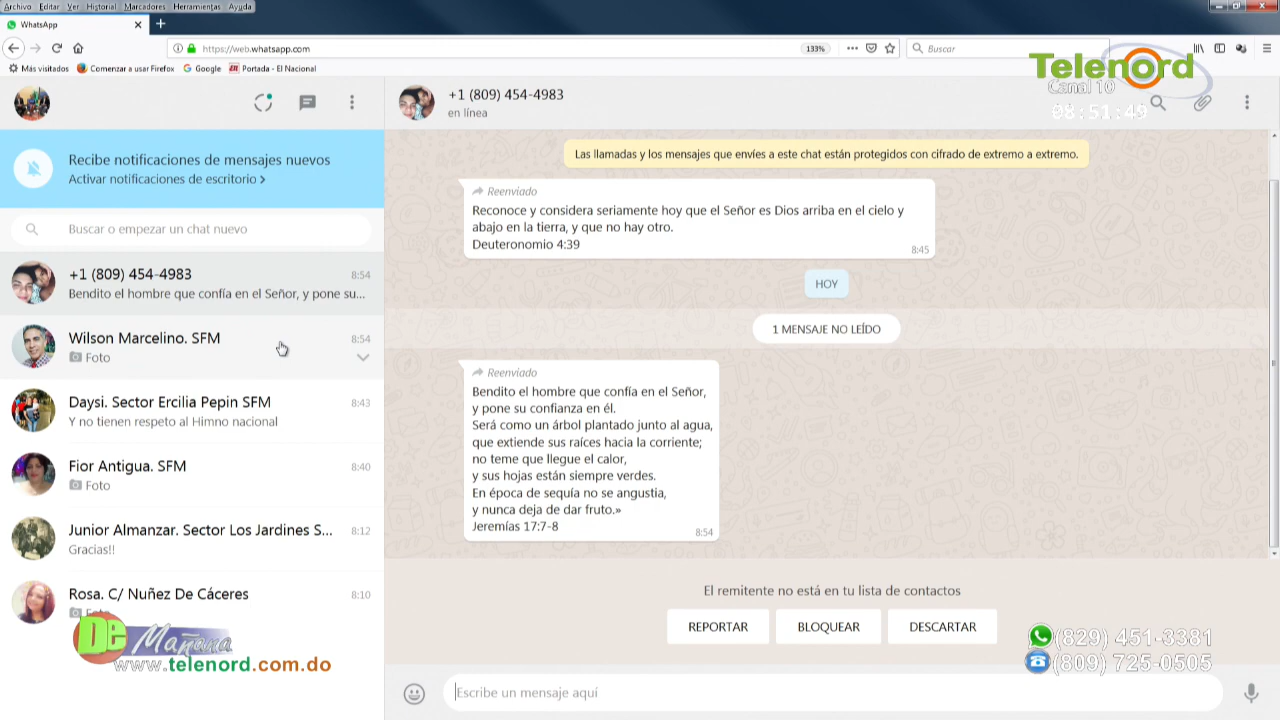 Archivo Editar Ver Historial Marcadores Herramientas Ayuda
WhatsApp
https://web.whatsapp.com
133%
Buscar
Más visitados Comenzar a usar Firefox Google Portada - El Nacional
Telenord
Canal 10
08:51:49
+1 (809) 454-4983
en línea
Recibe notificaciones de mensajes nuevos
Activar notificaciones de escritorio >
Buscar o empezar un chat nuevo
+1 (809) 454-4983 8:54
Bendito el hombre que confía en el Señor, y pone su...
Wilson Marcelino. SFM 8:54
Foto
Daysi. Sector Ercilia Pepin SFM 8:43
Y no tienen respeto al Himno nacional
Fior Antigua. SFM 8:40
Foto
Junior Almanzar. Sector Los Jardines S... 8:12
Gracias!!
Rosa. C/ Nuñez De Cáceres 8:10
Foto
De Mañana
www.telenord.com.do
Las llamadas y los mensajes que envíes a este chat están protegidos con cifrado de extremo a extremo.
Reenviado
Reconoce y considera seriamente hoy que el Señor es Dios arriba en el cielo y
abajo en la tierra, y que no hay otro.
Deuteronomio 4:39
8:45
HOY
1 MENSAJE NO LEÍDO
Reenviado
Bendito el hombre que confía en el Señor,
y pone su confianza en él.
Será como un árbol plantado junto al agua,
que extiende sus raíces hacia la corriente;
no teme que llegue el calor,
y sus hojas están siempre verdes.
En época de sequía no se angustia,
y nunca deja de dar fruto.»
Jeremías 17:7-8
8:54
El remitente no está en tu lista de contactos
REPORTAR BLOQUEAR DESCARTAR
(829) 451-3381
(809) 725-0505
Escribe un mensaje aquí